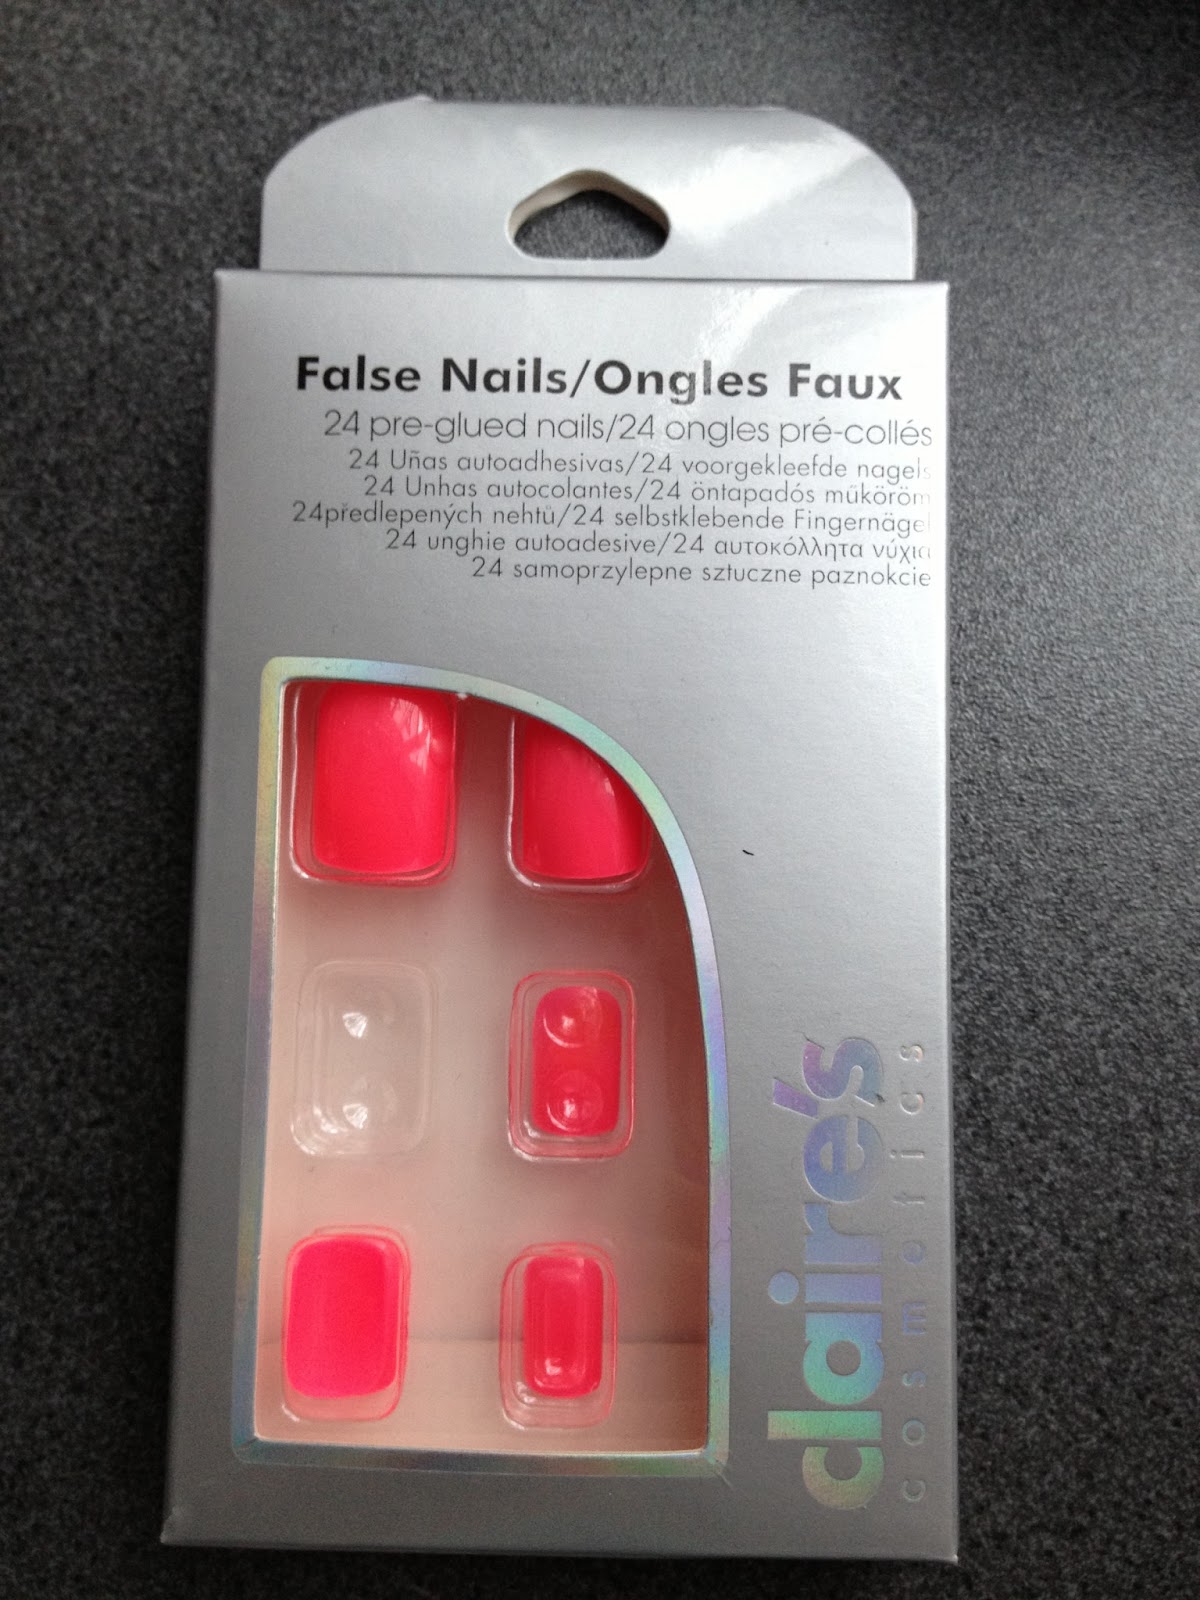 False Nails/Ongles Faux
24 pre-glued nails/24 ongles pré-collés
24 Uñas autoadhesivas/24 voorgekleefde nagels
24 Unhas autocolantes/24 öntapadós műköröm
24předlepených nehtů/24 selbstklebende Fingernägel
24 unghie autoadesive/24 αυτοκόλλητα νύχια
24 samoprzylepne sztuczne paznokcie
claire's
cosmetics